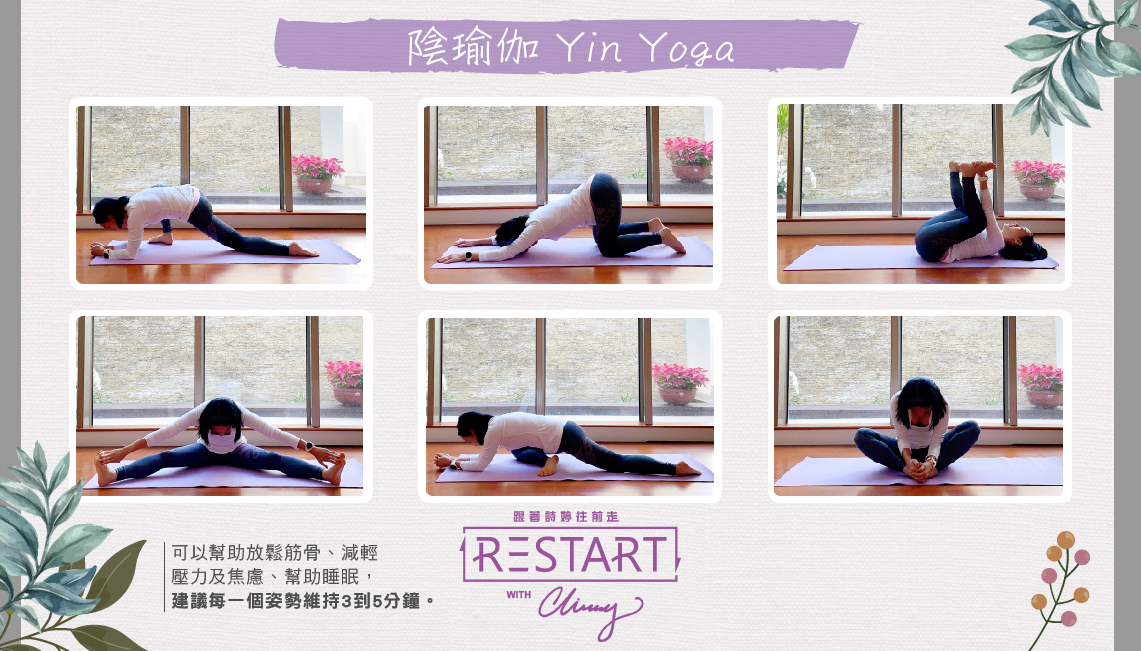 陰瑜伽 Yin Yoga
可以幫助放鬆筋骨、減輕
壓力及焦慮、幫助睡眠，
建議每一個姿勢維持3到5分鐘。
跟著詩婷往前走
RESTART
WITH